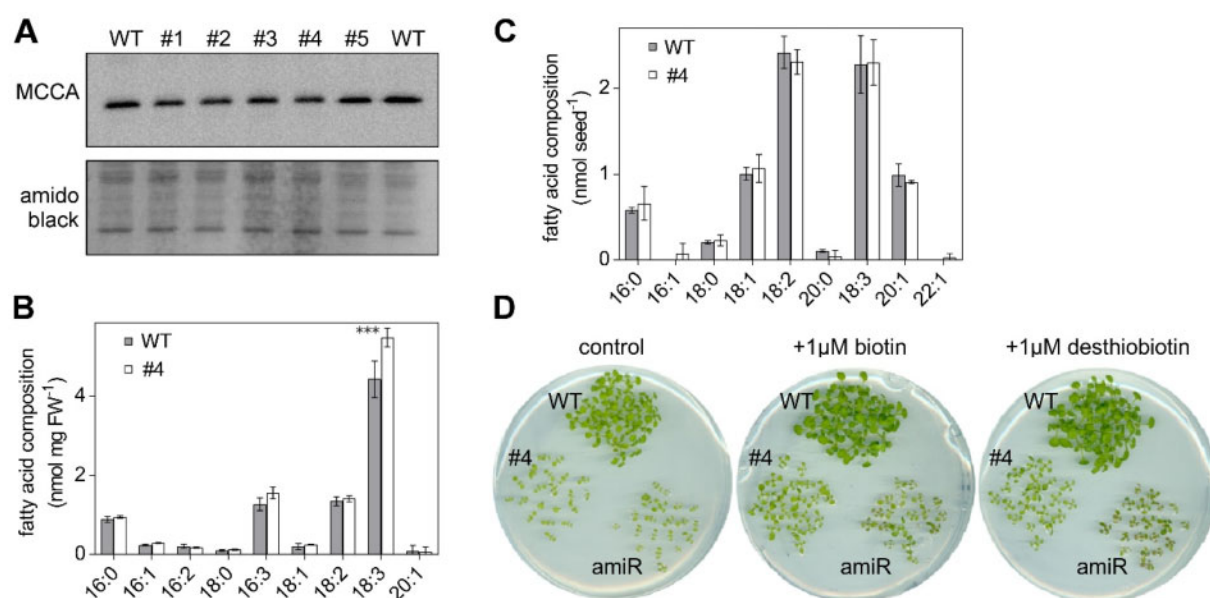 A
WT #1 #2 #3 #4 #5 WT
MCCA
amido
black
B
fatty acid composition
(nmol mg FW⁻¹)
WT
#4
***
4
2
0
16:0 16:1 16:2 18:0 16:3 18:1 18:2 18:3 20:1
C
fatty acid composition
(nmol seed⁻¹)
WT
#4
2
1
0
16:0 16:1 18:0 18:1 18:2 20:0 18:3 20:1 22:1
D
control +1µM biotin +1µM desthiobiotin
WT WT WT
#4 #4 #4
amiR amiR amiR